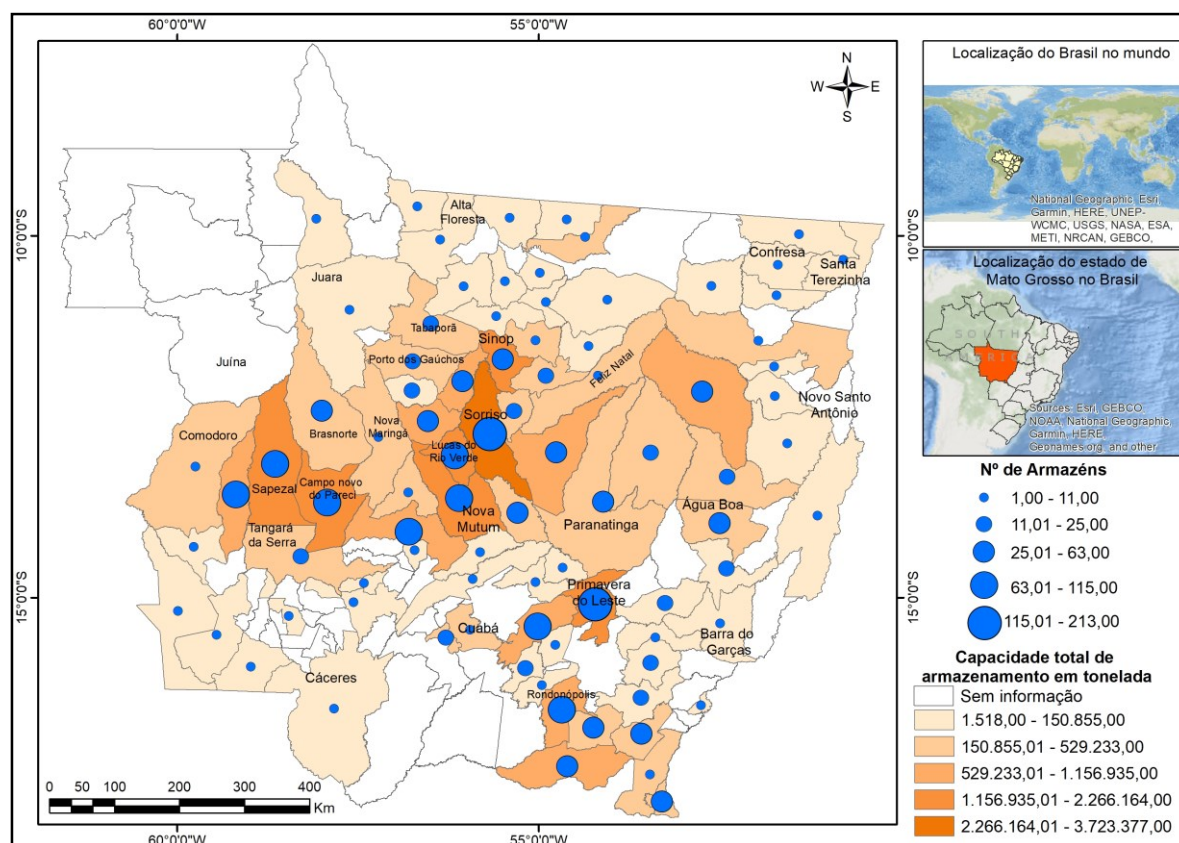 60°0'0"W
55°0'0"W
N
W E
S
10°0'0"S
15°0'0"S
10°0'0"S
15°0'0"S
Alta
Floresta
Confresa
Santa
Terezinha
Juara
Tabaporã
Sinop
Juína
Porto dos Gaúchos
Feliz Natal
Novo Santo
Antônio
Comodoro
Brasnorte
Nova
Maringá
Sorriso
Lucas do
Rio Verde
Sapezal
Campo novo
do Pareci
Nova
Mutum
Paranatinga
Água Boa
Tangará
da Serra
Primavera
do Leste
Cuábá
Barra do
Garças
Cáceres
Rondonópolis
0 50 100 200 300 400
Km
60°0'0"W
55°0'0"W
Localização do Brasil no mundo
National Geographic, Esri,
Garmin, HERE, UNEP-
WCMC, USGS, NASA, ESA,
METI, NRCAN, GEBCO,
Localização do estado de
Mato Grosso no Brasil
SOUTH
AMERICA
Sources: Esri, GEBCO,
NOAA, National Geographic,
Garmin, HERE,
Geonames.org, and other
Nº de Armazéns
1,00 - 11,00
11,01 - 25,00
25,01 - 63,00
63,01 - 115,00
115,01 - 213,00
Capacidade total de
armazenamento em tonelada
Sem informação
1.518,00 - 150.855,00
150.855,01 - 529.233,00
529.233,01 - 1.156.935,00
1.156.935,01 - 2.266.164,00
2.266.164,01 - 3.723.377,00